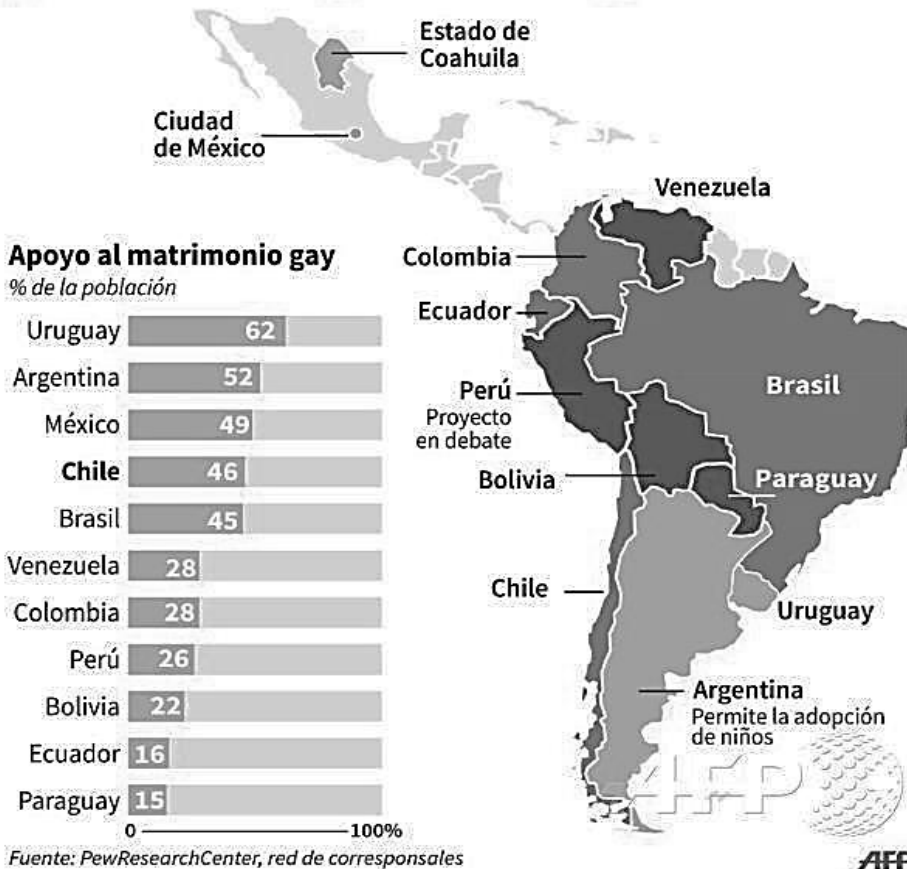 Estado de
Coahuila
Ciudad
de México
Venezuela
Colombia
Ecuador
Perú
Proyecto
en debate
Brasil
Bolivia
Paraguay
Chile
Uruguay
Argentina
Permite la adopción
de niños
Apoyo al matrimonio gay
% de la población
Uruguay 62
Argentina 52
México 49
Chile 46
Brasil 45
Venezuela 28
Colombia 28
Perú 26
Bolivia 22
Ecuador 16
Paraguay 15
0 100%
Fuente: PewResearchCenter, red de corresponsales
AFP
AFP